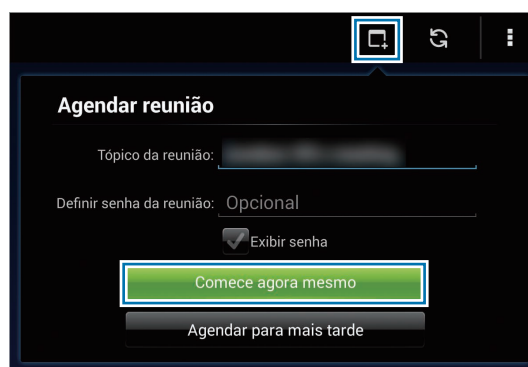 Agendar reunião
Tópico da reunião:
Definir senha da reunião: Opcional
Exibir senha
Comece agora mesmo
Agendar para mais tarde